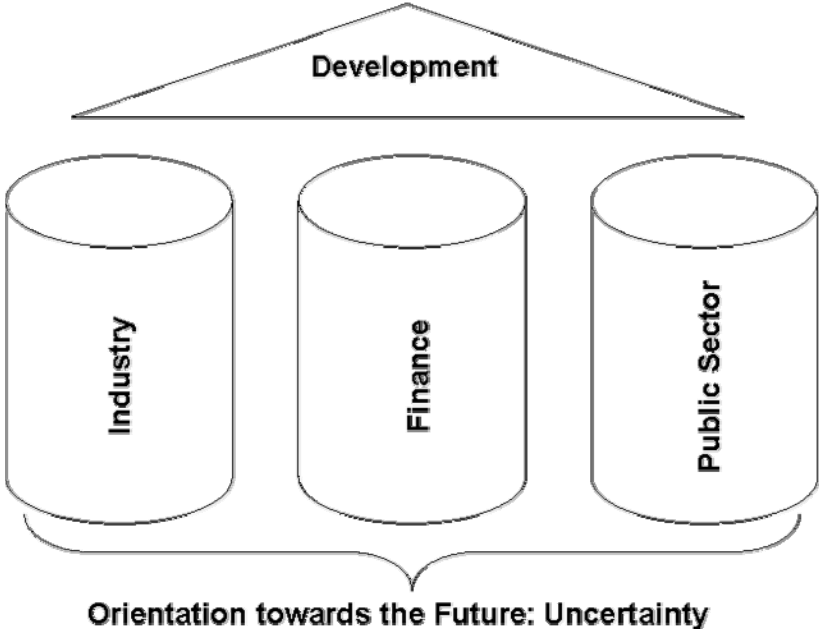 Development
Industry
Finance
Public Sector
Orientation towards the Future: Uncertainty